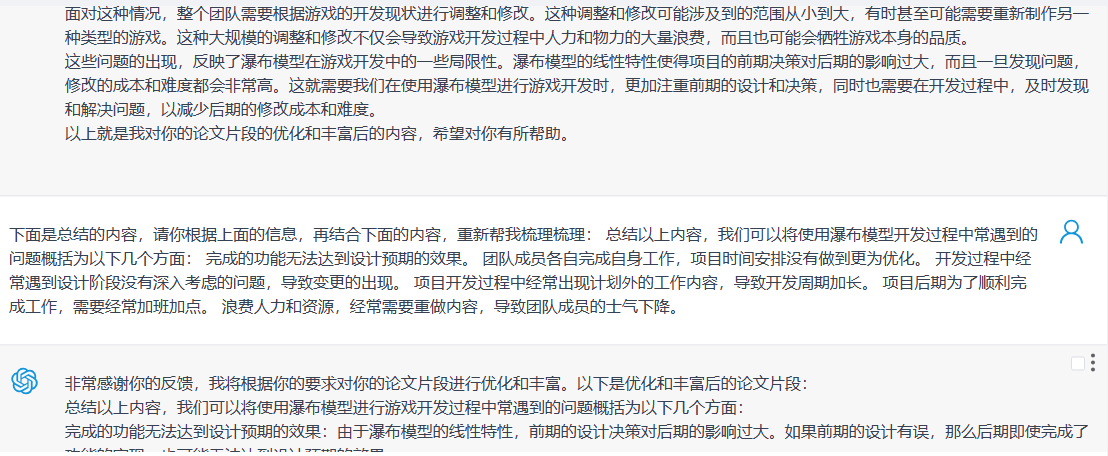 面对这种情况，整个团队需要根据游戏的开发现状进行调整和修改。这种调整和修改可能涉及到的范围从小到大，有时甚至可能需要重新制作另一
种类型的游戏。这种大规模的调整和修改不仅会导致游戏开发过程中人力和物力的大量浪费，而且也可能会牺牲游戏本身的品质。
这些问题的出现，反映了瀑布模型在游戏开发中的一些局限性。瀑布模型的线性特性使得项目的前期决策对后期的影响过大，而且一旦发现问题，
修改的成本和难度都会非常高。这就需要我们在使用瀑布模型进行游戏开发时，更加注重前期的设计和决策，同时也需要在开发过程中，及时发现
和解决问题，以减少后期的修改成本和难度。
以上就是我对你的论文片段的优化和丰富后的内容，希望对你有所帮助。
下面是总结的内容，请你根据上面的信息，再结合下面的内容，重新帮我梳理梳理： 总结以上内容，我们可以将使用瀑布模型开发过程中常遇到的
问题概括为以下几个方面： 完成的功能无法达到设计预期的效果。 团队成员各自完成自身工作，项目时间安排没有做到更为优化。 开发过程中经
常遇到设计阶段没有深入考虑的问题，导致变更的出现。 项目开发过程中经常出现计划外的工作内容，导致开发周期加长。 项目后期为了顺利完
成工作，需要经常加班加点。 浪费人力和资源，经常需要重做内容，导致团队成员的士气下降。
非常感谢你的反馈，我将根据你的要求对你的论文片段进行优化和丰富。以下是优化和丰富后的论文片段：
总结以上内容，我们可以将使用瀑布模型进行游戏开发过程中常遇到的问题概括为以下几个方面：
完成的功能无法达到设计预期的效果：由于瀑布模型的线性特性，前期的设计决策对后期的影响过大。如果前期的设计有误，那么后期即使完成了